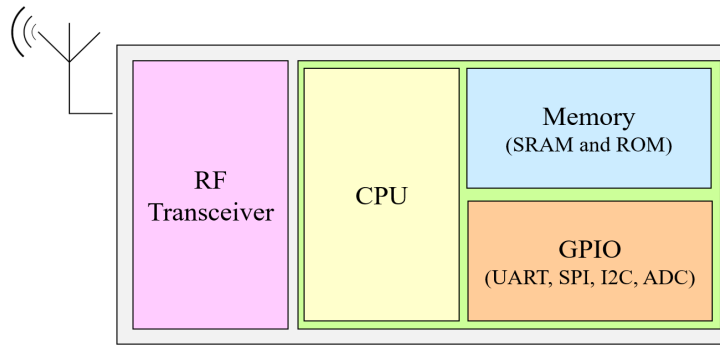 RF
Transceiver
CPU
Memory
(SRAM and ROM)
GPIO
(UART, SPI, I2C, ADC)